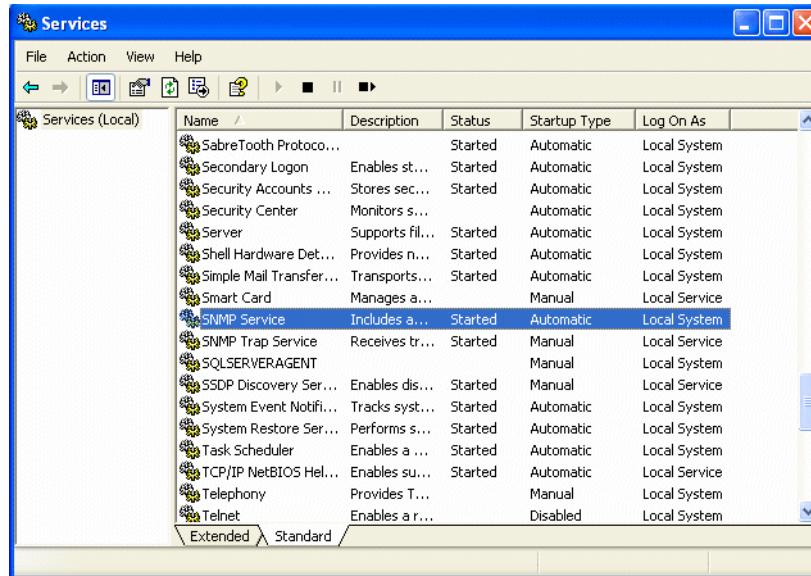 Services
File Action View Help
Services (Local)
Name Description Status Startup Type Log On As
SabreTooth Protoco... Started Automatic Local System
Secondary Logon Enables st... Started Automatic Local System
Security Accounts ... Stores sec... Started Automatic Local System
Security Center Monitors s... Automatic Local System
Server Supports fil... Started Automatic Local System
Shell Hardware Det... Provides n... Started Automatic Local System
Simple Mail Transfer... Transports... Started Automatic Local System
Smart Card Manages a... Manual Local Service
SNMP Service Includes a... Started Automatic Local System
SNMP Trap Service Receives tr... Started Manual Local Service
SQLSERVERAGENT Manual Local System
SSDP Discovery Ser... Enables dis... Started Manual Local Service
System Event Notifi... Tracks syst... Started Automatic Local System
System Restore Ser... Performs s... Started Automatic Local System
Task Scheduler Enables a ... Started Automatic Local System
TCP/IP NetBIOS Hel... Enables su... Started Automatic Local Service
Telephony Provides T... Manual Local System
Telnet Enables a r... Disabled Local System
Extended Standard